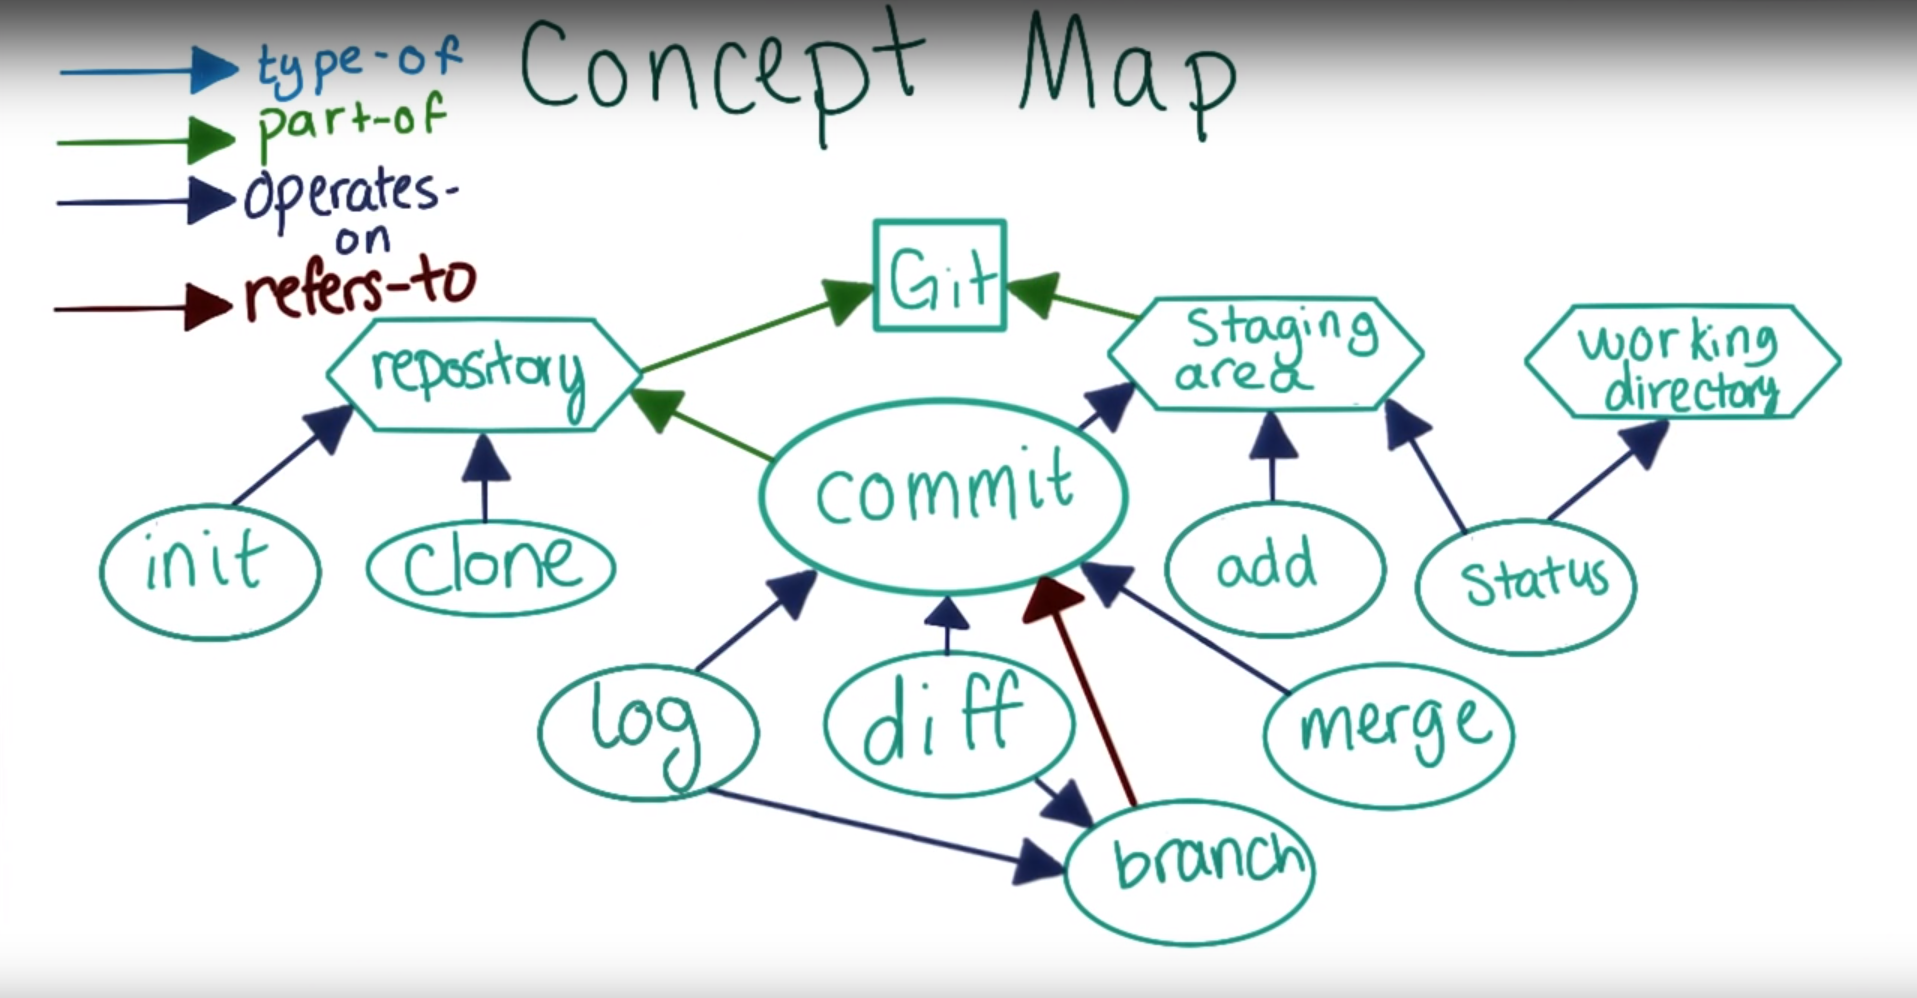 type-of
Concept Map
part-of
operates-
on
refers-to
Git
repository
Staging
area
working
directory
commit
init
clone
add
status
log
diff
merge
branch